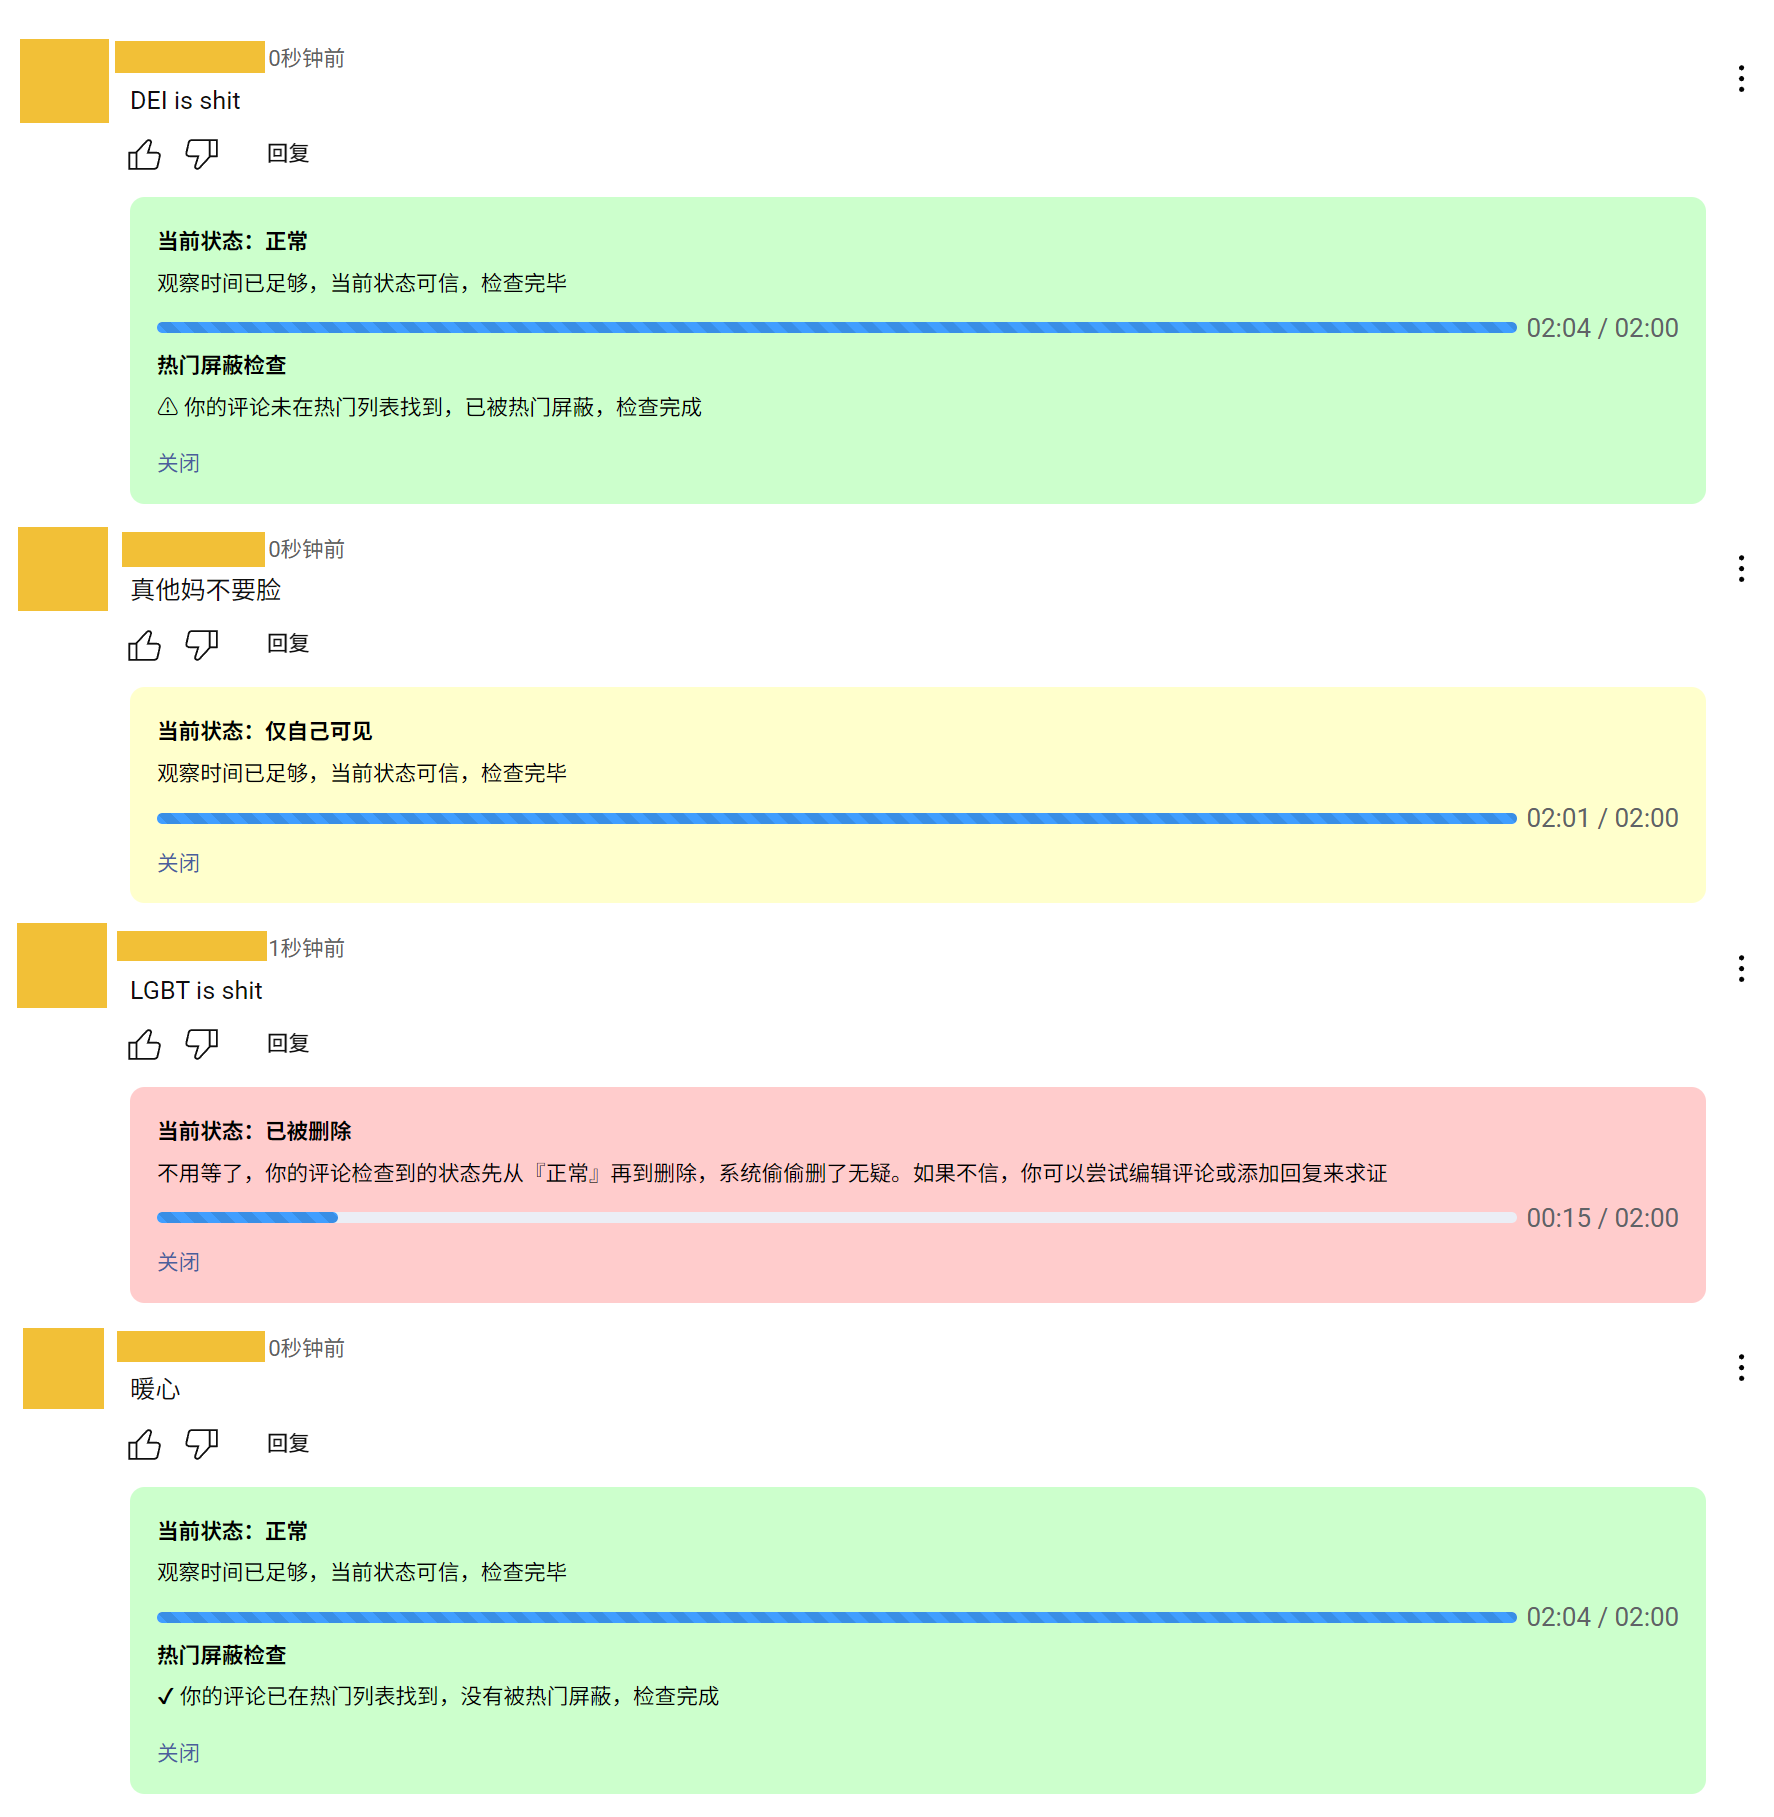 0秒钟前
DEI is shit
回复
当前状态：正常
观察时间已足够，当前状态可信，检查完毕
02:04 / 02:00
热门屏蔽检查
⚠ 你的评论未在热门列表找到，已被热门屏蔽，检查完成
关闭
0秒钟前
真他妈不要脸
回复
当前状态：仅自己可见
观察时间已足够，当前状态可信，检查完毕
02:01 / 02:00
关闭
1秒钟前
LGBT is shit
回复
当前状态：已被删除
不用等了，你的评论检查到的状态先从『正常』再到删除，系统偷偷删了无疑。如果不信，你可以尝试编辑评论或添加回复来求证
00:15 / 02:00
关闭
0秒钟前
暖心
回复
当前状态：正常
观察时间已足够，当前状态可信，检查完毕
02:04 / 02:00
热门屏蔽检查
✓ 你的评论已在热门列表找到，没有被热门屏蔽，检查完成
关闭